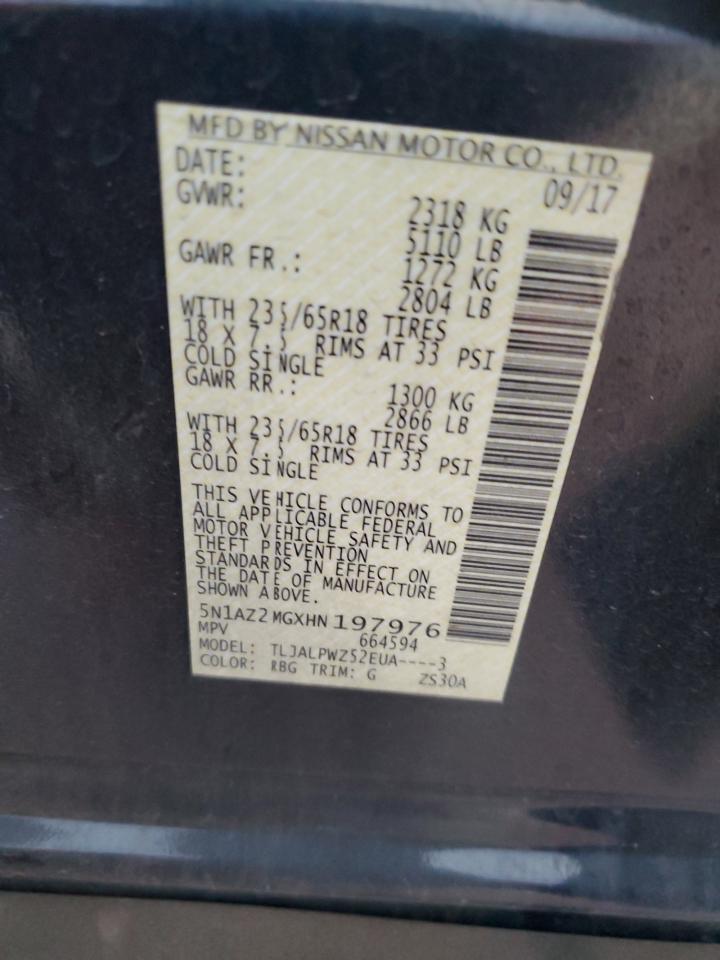 MFD BY NISSAN MOTOR CO., LTD.
DATE: 09/17
GVWR: 2318 KG
5110 LB
GAWR FR.: 1272 KG
2804 LB
WITH 235/65R18 TIRES
18 X 7.5 RIMS AT 33 PSI
COLD SINGLE
GAWR RR.: 1300 KG
2866 LB
WITH 235/65R18 TIRES
18 X 7.5 RIMS AT 33 PSI
COLD SINGLE
THIS VEHICLE CONFORMS TO
ALL APPLICABLE FEDERAL
MOTOR VEHICLE SAFETY AND
THEFT PREVENTION
STANDARDS IN EFFECT ON
THE DATE OF MANUFACTURE
SHOWN ABOVE.
5N1AZ2MGXHN197976
MPV 664594
MODEL: TLJALPWZ52EUA----3
COLOR: RBG TRIM: G ZS30A